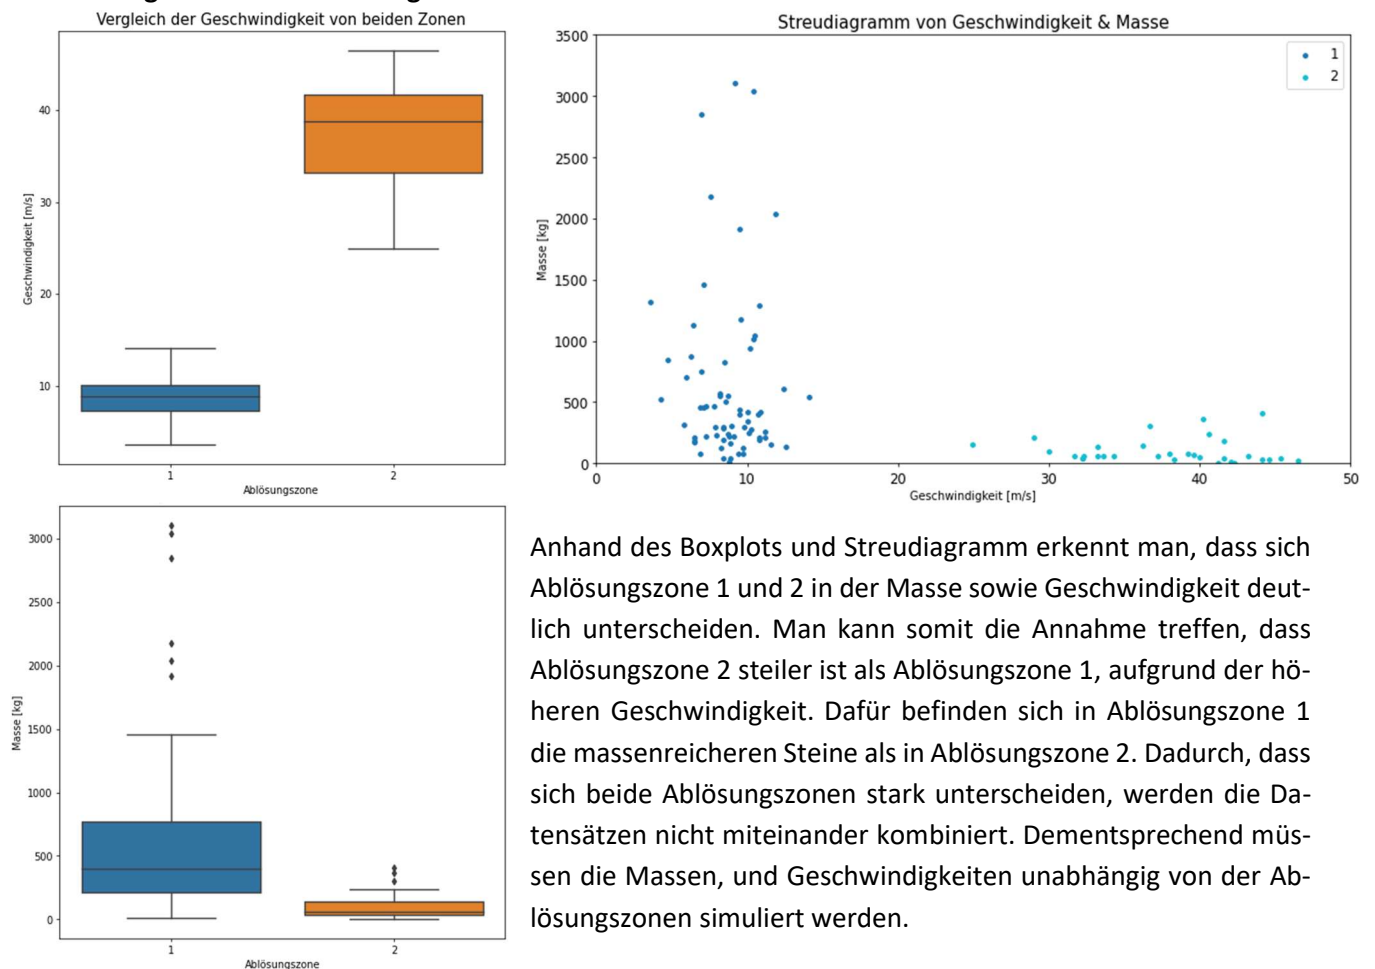 Vergleich der Geschwindigkeit von beiden Zonen
40
30
20
10
Geschwindigkeit [m/s]
1
2
Ablösungszone
Streudiagramm von Geschwindigkeit & Masse
3500
3000
2500
2000
1500
1000
500
0
Masse [kg]
1
2
0
10
20
30
40
50
Geschwindigkeit [m/s]
3000
2500
2000
1500
1000
500
0
Masse [kg]
1
2
Ablösungszone
Anhand des Boxplots und Streudiagramm erkennt man, dass sich
Ablösungszone 1 und 2 in der Masse sowie Geschwindigkeit deut-
lich unterscheiden. Man kann somit die Annahme treffen, dass
Ablösungszone 2 steiler ist als Ablösungszone 1, aufgrund der hö-
heren Geschwindigkeit. Dafür befinden sich in Ablösungszone 1
die massenreicheren Steine als in Ablösungszone 2. Dadurch, dass
sich beide Ablösungszonen stark unterscheiden, werden die Da-
tensätzen nicht miteinander kombiniert. Dementsprechend müs-
sen die Massen, und Geschwindigkeiten unabhängig von der Ab-
lösungszonen simuliert werden.